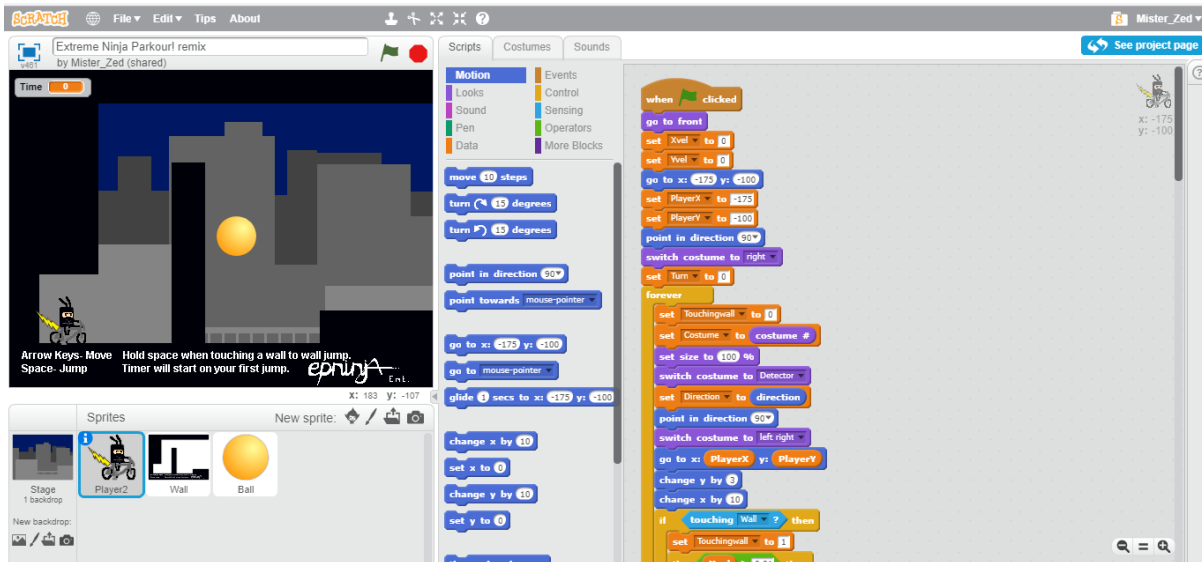 SCRATCH File Edit Tips About Mister_Zed
Extreme Ninja Parkour! remix
by Mister_Zed (shared)
v461
Time 0
Arrow Keys- Move Hold space when touching a wall to wall jump.
Space- Jump Timer will start on your first jump.
epninjA
Ent.
x: 183 y: -107
Sprites New sprite:
Stage
1 backdrop
New backdrop:
Player2
Wall
Ball
Scripts Costumes Sounds
See project page
Motion Events
Looks Control
Sound Sensing
Pen Operators
Data More Blocks
move 10 steps
turn 15 degrees
turn 15 degrees
point in direction 90
point towards mouse-pointer
go to x: -175 y: -100
go to mouse-pointer
glide 1 secs to x: -175 y: -100
change x by 10
set x to 0
change y by 10
set y to 0
when clicked
go to front
set Xvel to 0
set Yvel to 0
go to x: -175 y: -100
set PlayerX to -175
set PlayerY to -100
point in direction 90
switch costume to right
set Turn to 0
forever
set Touchingwall to 0
set Costume to costume #
set size to 100 %
switch costume to Detector
set Direction to direction
point in direction 90
switch costume to left right
go to x: PlayerX y: PlayerY
change y by 3
change x by 10
if touching Wall ? then
set Touchingwall to 1
x: -175
y: -100